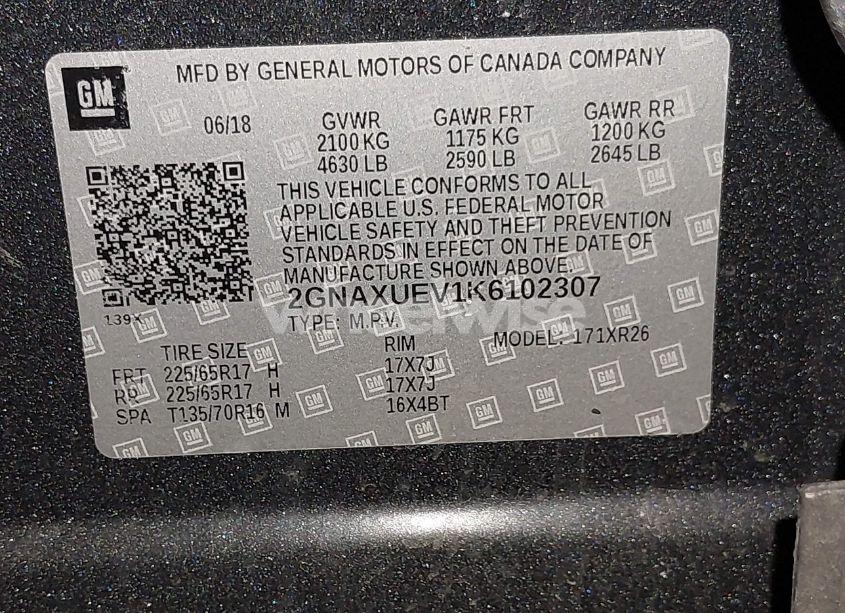 GM
MFD BY GENERAL MOTORS OF CANADA COMPANY
06/18 GVWR GAWR FRT GAWR RR
2100 KG 1175 KG 1200 KG
4630 LB 2590 LB 2645 LB
THIS VEHICLE CONFORMS TO ALL
APPLICABLE U.S. FEDERAL MOTOR
VEHICLE SAFETY AND THEFT PREVENTION
STANDARDS IN EFFECT ON THE DATE OF
MANUFACTURE SHOWN ABOVE.
2GNAXUEV1K6102307
139X TYPE: M.P.V. MODEL: 171XR26
TIRE SIZE RIM
FRT 225/65R17 H 17X7J
RR 225/65R17 H 17X7J
SPA T135/70R16 M 16X4BT